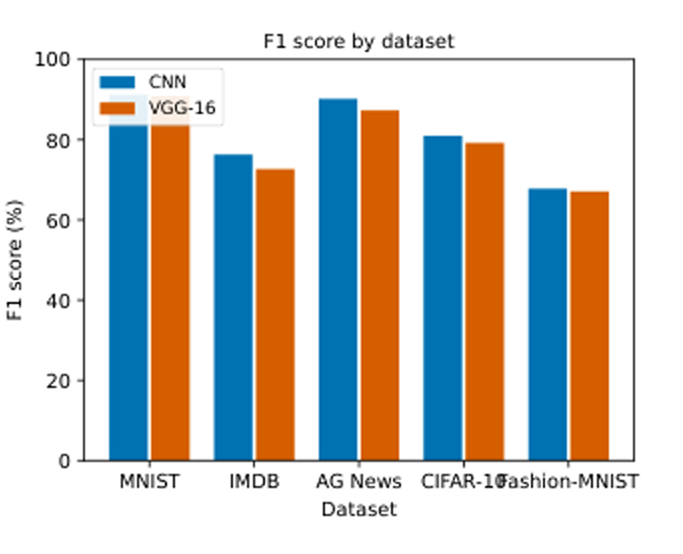 F1 score by dataset
100
80
60
40
20
0
F1 score (%)
CNN
VGG-16
MNIST IMDB AG News CIFAR-10 Fashion-MNIST
Dataset